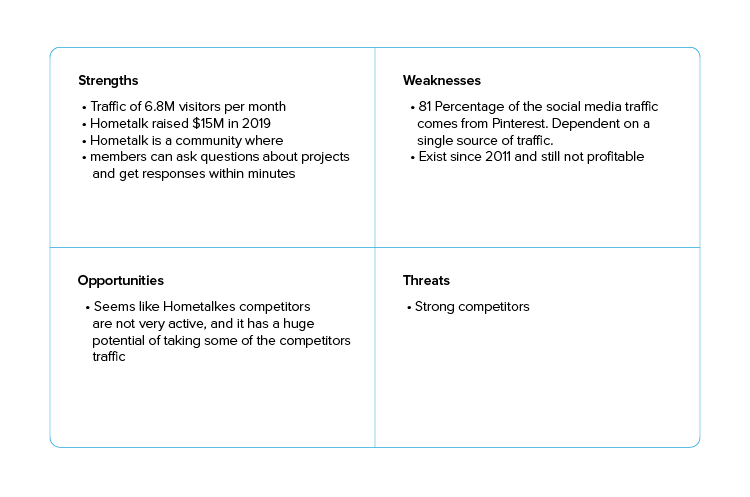 Strengths
• Traffic of 6.8M visitors per month
• Hometalk raised $15M in 2019
• Hometalk is a community where
• members can ask questions about projects
and get responses within minutes
Weaknesses
• 81 Percentage of the social media traffic
comes from Pinterest. Dependent on a
single source of traffic.
• Exist since 2011 and still not profitable
Opportunities
• Seems like Hometalkes competitors
are not very active, and it has a huge
potential of taking some of the competitors
traffic
Threats
• Strong competitors